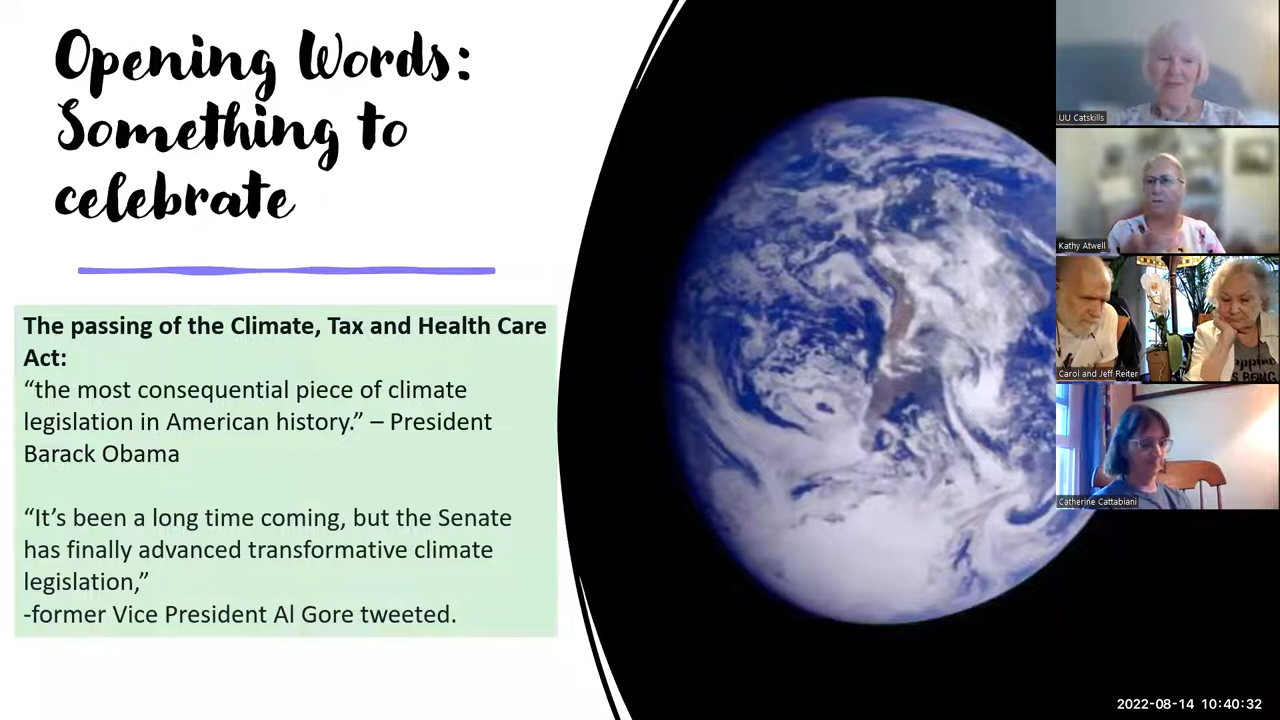 Opening Words:
Something to
celebrate
The passing of the Climate, Tax and Health Care
Act:
“the most consequential piece of climate
legislation in American history.” – President
Barack Obama
“It’s been a long time coming, but the Senate
has finally advanced transformative climate
legislation,”
-former Vice President Al Gore tweeted.
UU Catskills
Kathy Atwell
Carol and Jeff Reiter
Catherine Cattabiani
2022-08-14 10:40:32